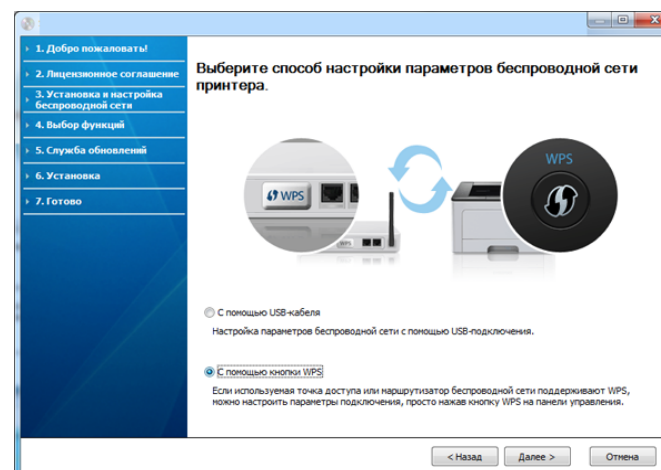 1. Добро пожаловать!
2. Лицензионное соглашение
3. Установка и настройка
беспроводной сети
4. Выбор функций
5. Служба обновлений
6. Установка
7. Готово
Выберите способ настройки параметров беспроводной сети
принтера.
WPS
WPS
WPS
С помощью USB-кабеля
Настройка параметров беспроводной сети с помощью USB-подключения.
С помощью кнопки WPS
Если используемая точка доступа или маршрутизатор беспроводной сети поддерживают WPS,
можно настроить параметры подключения, просто нажав кнопку WPS на панели управления.
< Назад
Далее >
Отмена